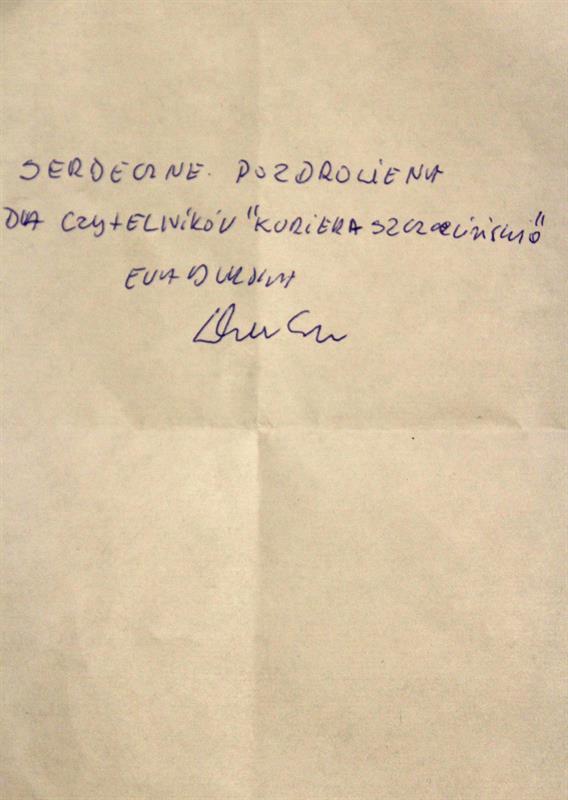 SERDECZNE POZDROWIENIA
DLA CZYTELNIKÓW "KURIERA SZCZECIŃSKIEGO"
EWA